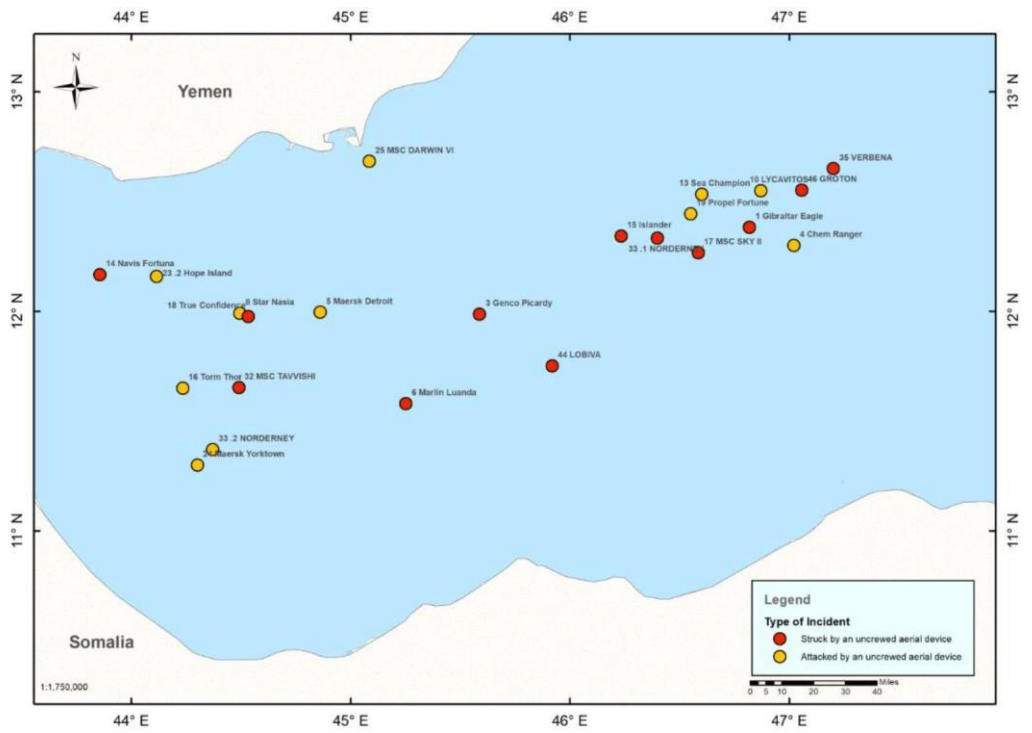 44° E 45° E 46° E 47° E
N
13° N 13° N
Yemen
25 MSC DARWIN VI
35 VERBENA
13 Sea Champion 10 LYCAVITOS 46 GROTON
19 Propel Fortune
1 Gibraltar Eagle
15 Islander
4 Chem Ranger
33 .1 NORDERNEY 17 MSC SKY II
14 Navis Fortuna
23 .2 Hope Island
12° N 12° N
18 True Confidence 8 Star Nasia 5 Maersk Detroit
3 Genco Picardy
44 LOBIVA
16 Torm Thor 32 MSC TAVVISHI
6 Marlin Luanda
33 .2 NORDERNEY
24 Maersk Yorktown
11° N 11° N
Legend
Type of Incident
Struck by an uncrewed aerial device
Attacked by an uncrewed aerial device
Somalia
1:1,750,000
Miles
0 5 10 20 30 40
44° E 45° E 46° E 47° E